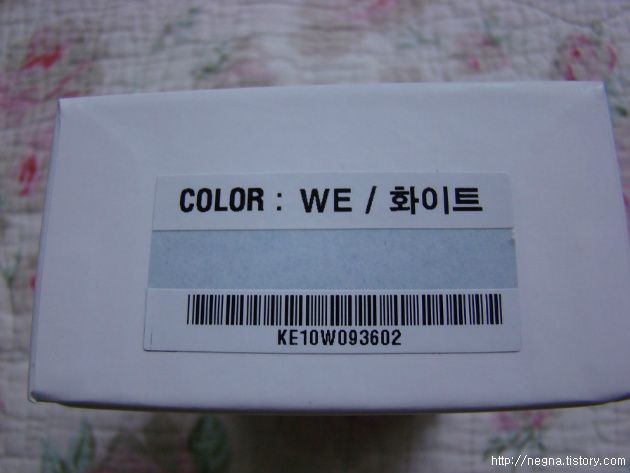 COLOR : WE / 화이트
KE10W093602
http://negna.tistory.com